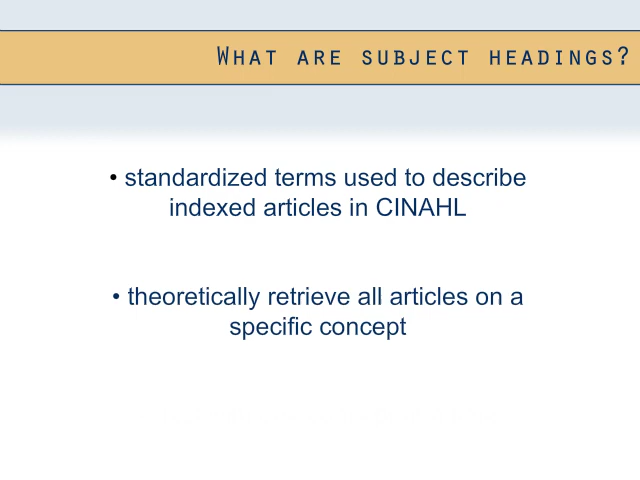 What are subject headings?
• standardized terms used to describe
indexed articles in CINAHL
• theoretically retrieve all articles on a
specific concept